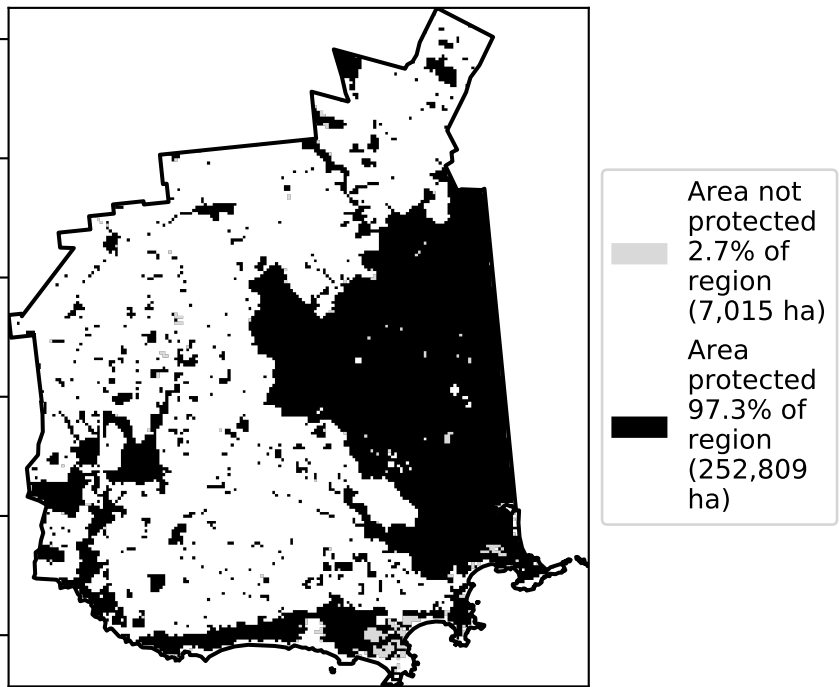 Area not
protected
2.7% of
region
(7,015 ha)
Area
protected
97.3% of
region
(252,809
ha)